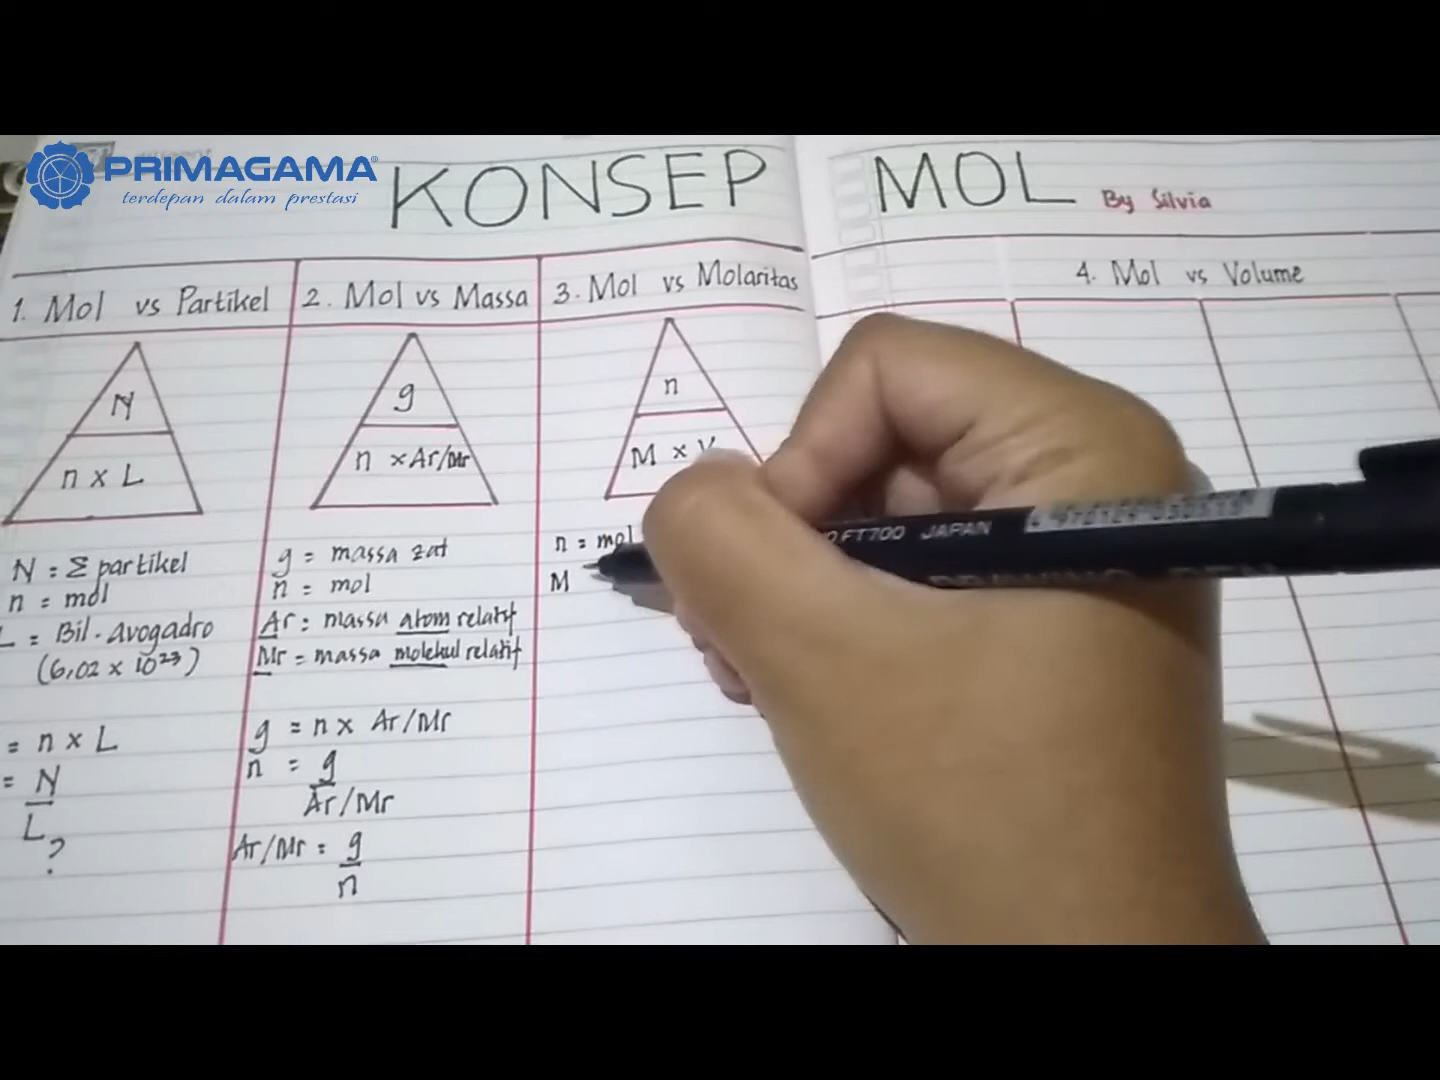 PRIMAGAMA
terdepan dalam prestasi
KONSEP MOL
By Silvia
1. Mol vs Partikel
N
n x L
N = Σ partikel
n = mol
L = Bil. avogadro
(6,02 x 10²³)
= n x L
= N
L
?
2. Mol vs Massa
g
n x Ar/Mr
g = massa zat
n = mol
Ar = massa atom relatif
Mr = massa molekul relatif
g = n x Ar/Mr
n = g
Ar/Mr
Ar/Mr = g
n
3. Mol vs Molaritas
n
M x V
n = mol
M
4. Mol vs Volume
FT700 JAPAN